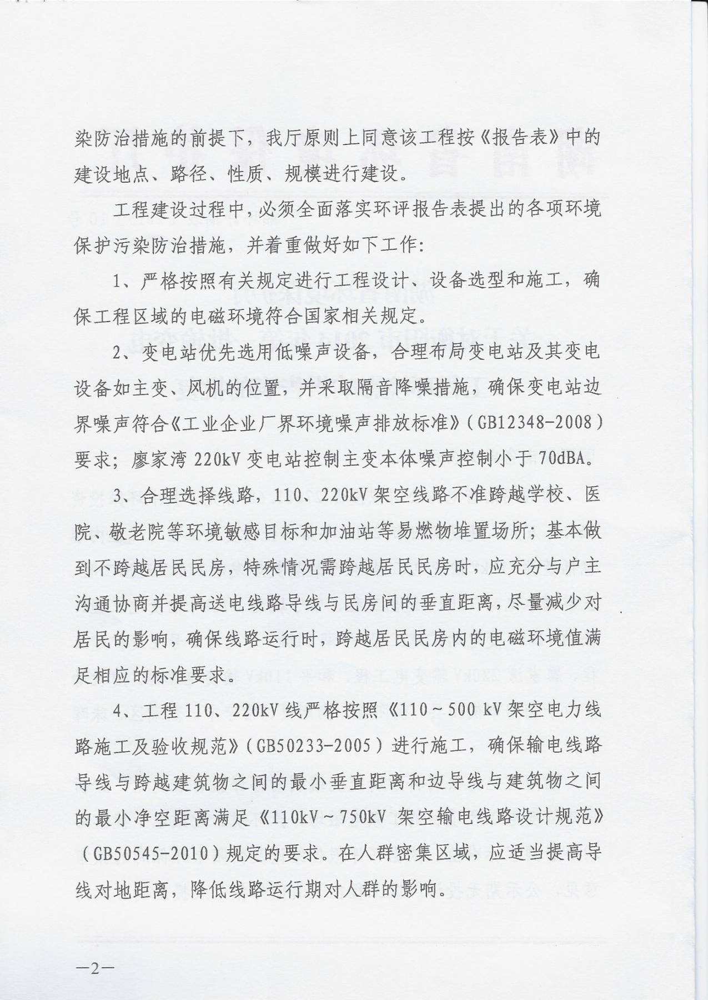 染防治措施的前提下，我厅原则上同意该工程按《报告表》中的
建设地点、路径、性质、规模进行建设。
工程建设过程中，必须全面落实环评报告表提出的各项环境
保护污染防治措施，并着重做好如下工作：
1、严格按照有关规定进行工程设计、设备选型和施工，确
保工程区域的电磁环境符合国家相关规定。
2、变电站优先选用低噪声设备，合理布局变电站及其变电
设备如主变、风机的位置，并采取隔音降噪措施，确保变电站边
界噪声符合《工业企业厂界环境噪声排放标准》（GB12348-2008）
要求；廖家湾 220kV 变电站控制主变本体噪声控制小于 70dBA。
3、合理选择线路，110、220kV 架空线路不准跨越学校、医
院、敬老院等环境敏感目标和加油站等易燃物堆置场所；基本做
到不跨越居民民房，特殊情况需跨越居民民房时，应充分与户主
沟通协商并提高送电线路导线与民房间的垂直距离，尽量减少对
居民的影响，确保线路运行时，跨越居民民房内的电磁环境值满
足相应的标准要求。
4、工程 110、220kV 线严格按照《110～500 kV 架空电力线
路施工及验收规范》（GB50233-2005）进行施工，确保输电线路
导线与跨越建筑物之间的最小垂直距离和边导线与建筑物之间
的最小净空距离满足《110kV～750kV 架空输电线路设计规范》
（GB50545-2010）规定的要求。在人群密集区域，应适当提高导
线对地距离，降低线路运行期对人群的影响。
—2—